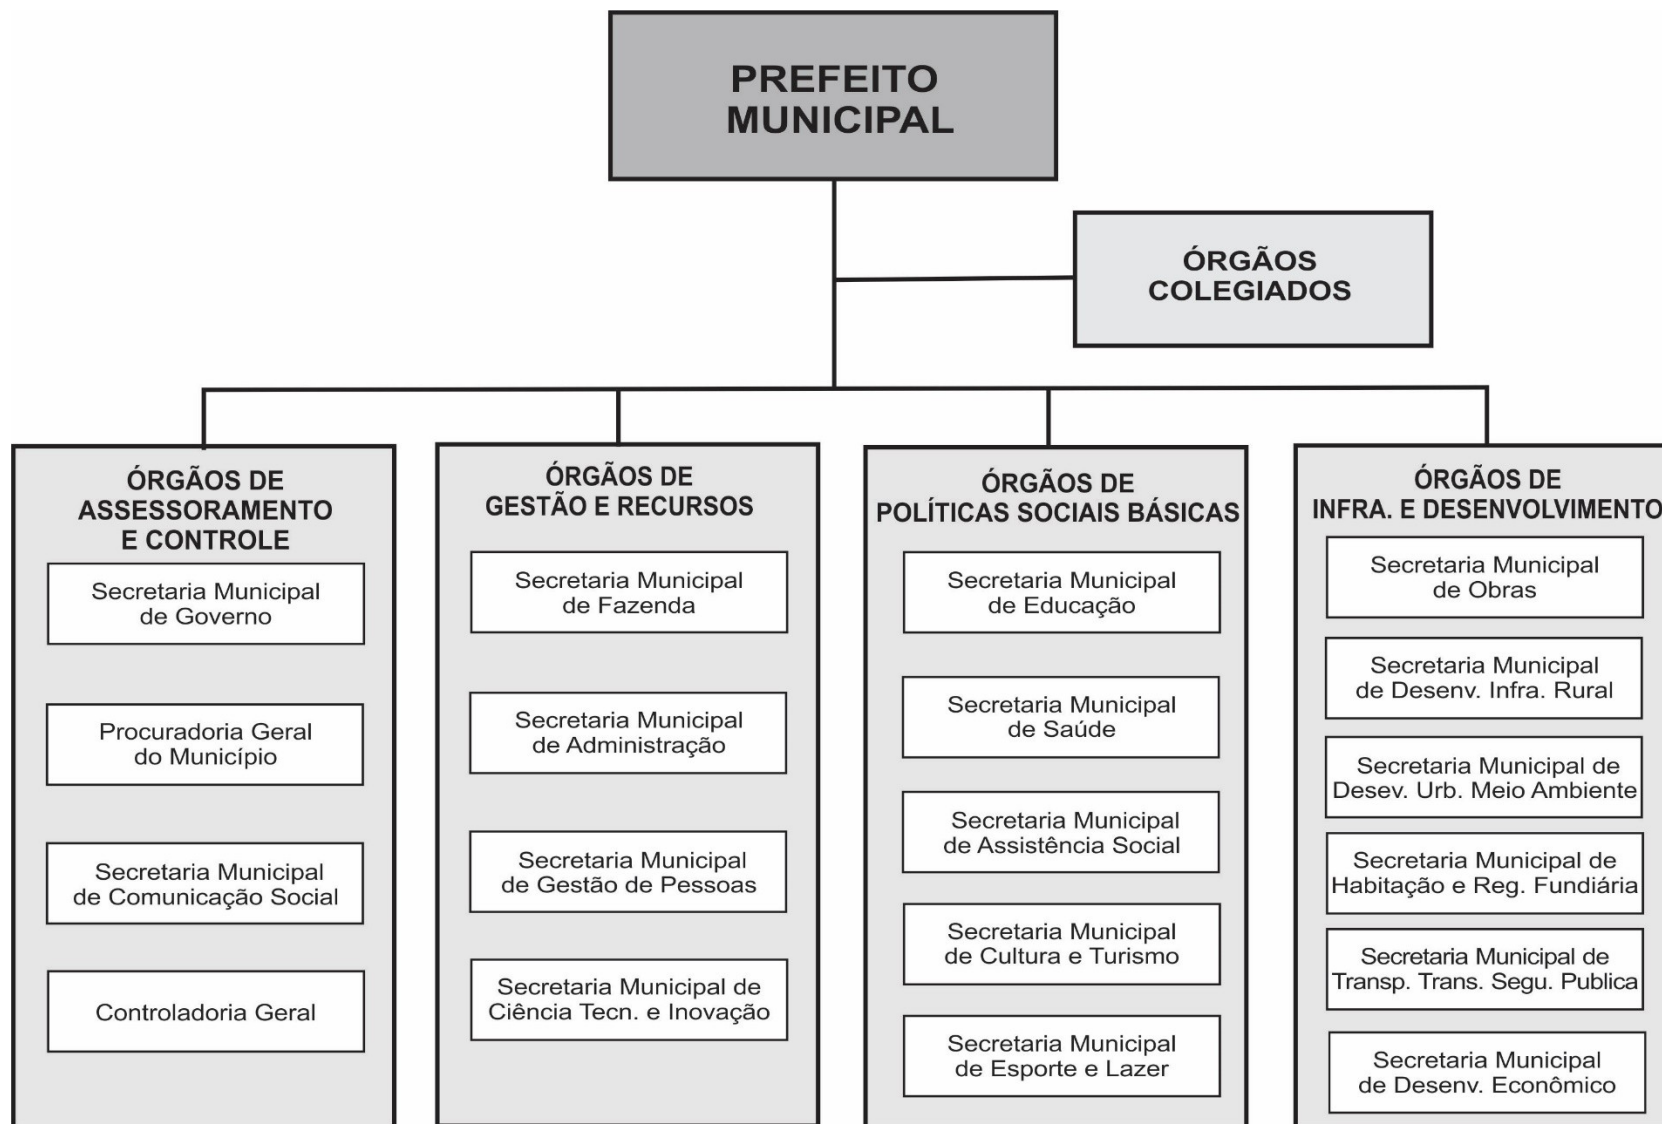 PREFEITO
MUNICIPAL
ÓRGÃOS
COLEGIADOS
ÓRGÃOS DE
ASSESSORAMENTO
E CONTROLE
Secretaria Municipal
de Governo
Procuradoria Geral
do Município
Secretaria Municipal
de Comunicação Social
Controladoria Geral
ÓRGÃOS DE
GESTÃO E RECURSOS
Secretaria Municipal
de Fazenda
Secretaria Municipal
de Administração
Secretaria Municipal
de Gestão de Pessoas
Secretaria Municipal de
Ciência Tecn. e Inovação
ÓRGÃOS DE
POLÍTICAS SOCIAIS BÁSICAS
Secretaria Municipal
de Educação
Secretaria Municipal
de Saúde
Secretaria Municipal
de Assistência Social
Secretaria Municipal
de Cultura e Turismo
Secretaria Municipal
de Esporte e Lazer
ÓRGÃOS DE
INFRA. E DESENVOLVIMENTO
Secretaria Municipal
de Obras
Secretaria Municipal
de Desenv. Infra. Rural
Secretaria Municipal de
Desev. Urb. Meio Ambiente
Secretaria Municipal de
Habitação e Reg. Fundiária
Secretaria Municipal de
Transp. Trans. Segu. Publica
Secretaria Municipal
de Desenv. Econômico